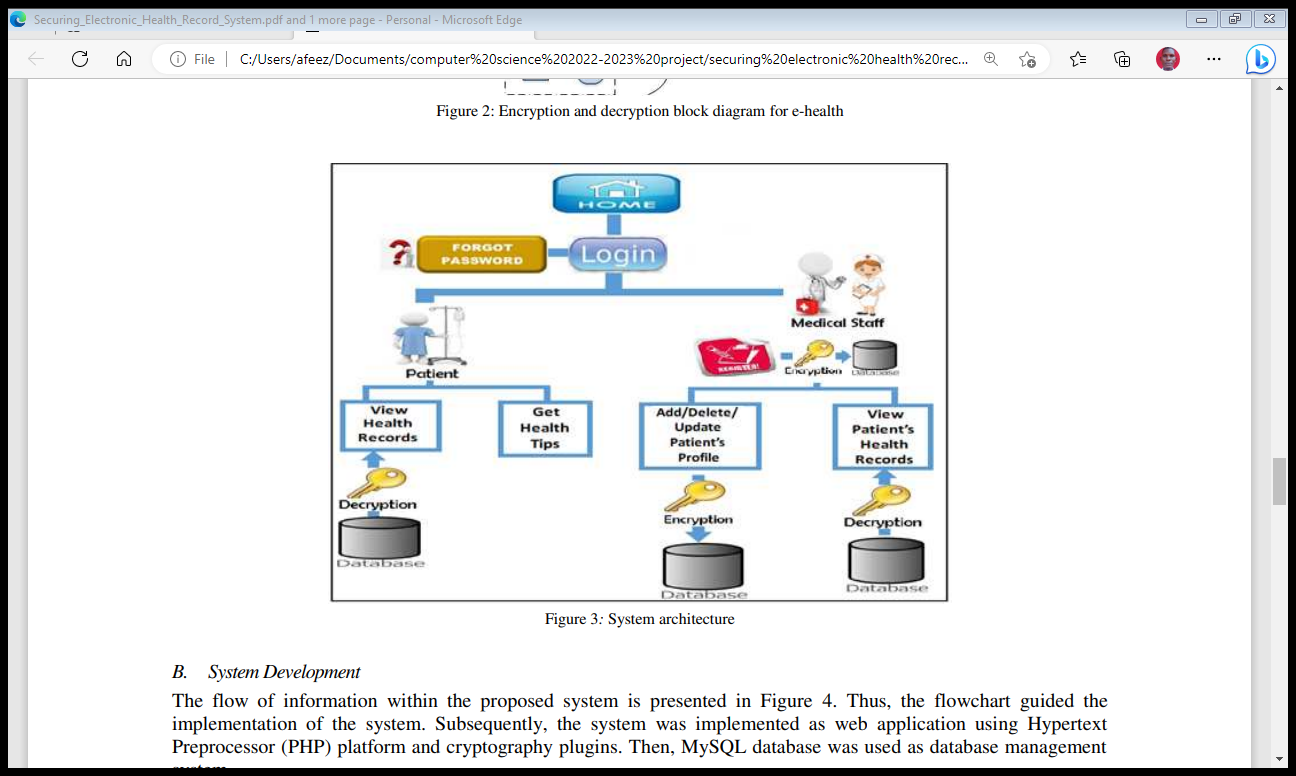 Securing_Electronic_Health_Record_System.pdf and 1 more page - Personal - Microsoft Edge
File
C:/Users/afeez/Documents/computer%20science%202022-2023%20project/securing%20electronic%20health%20rec...
Figure 2: Encryption and decryption block diagram for e-health
HOME
FORGOT
PASSWORD
Login
Medical Staff
Patient
REGISTER!
Encryption
Database
View
Health
Records
Get
Health
Tips
Add/Delete/
Update
Patient's
Profile
View
Patient's
Health
Records
Decryption
Database
Encryption
Database
Decryption
Database
Figure 3: System architecture
B. System Development
The flow of information within the proposed system is presented in Figure 4. Thus, the flowchart guided the
implementation of the system. Subsequently, the system was implemented as web application using Hypertext
Preprocessor (PHP) platform and cryptography plugins. Then, MySQL database was used as database management